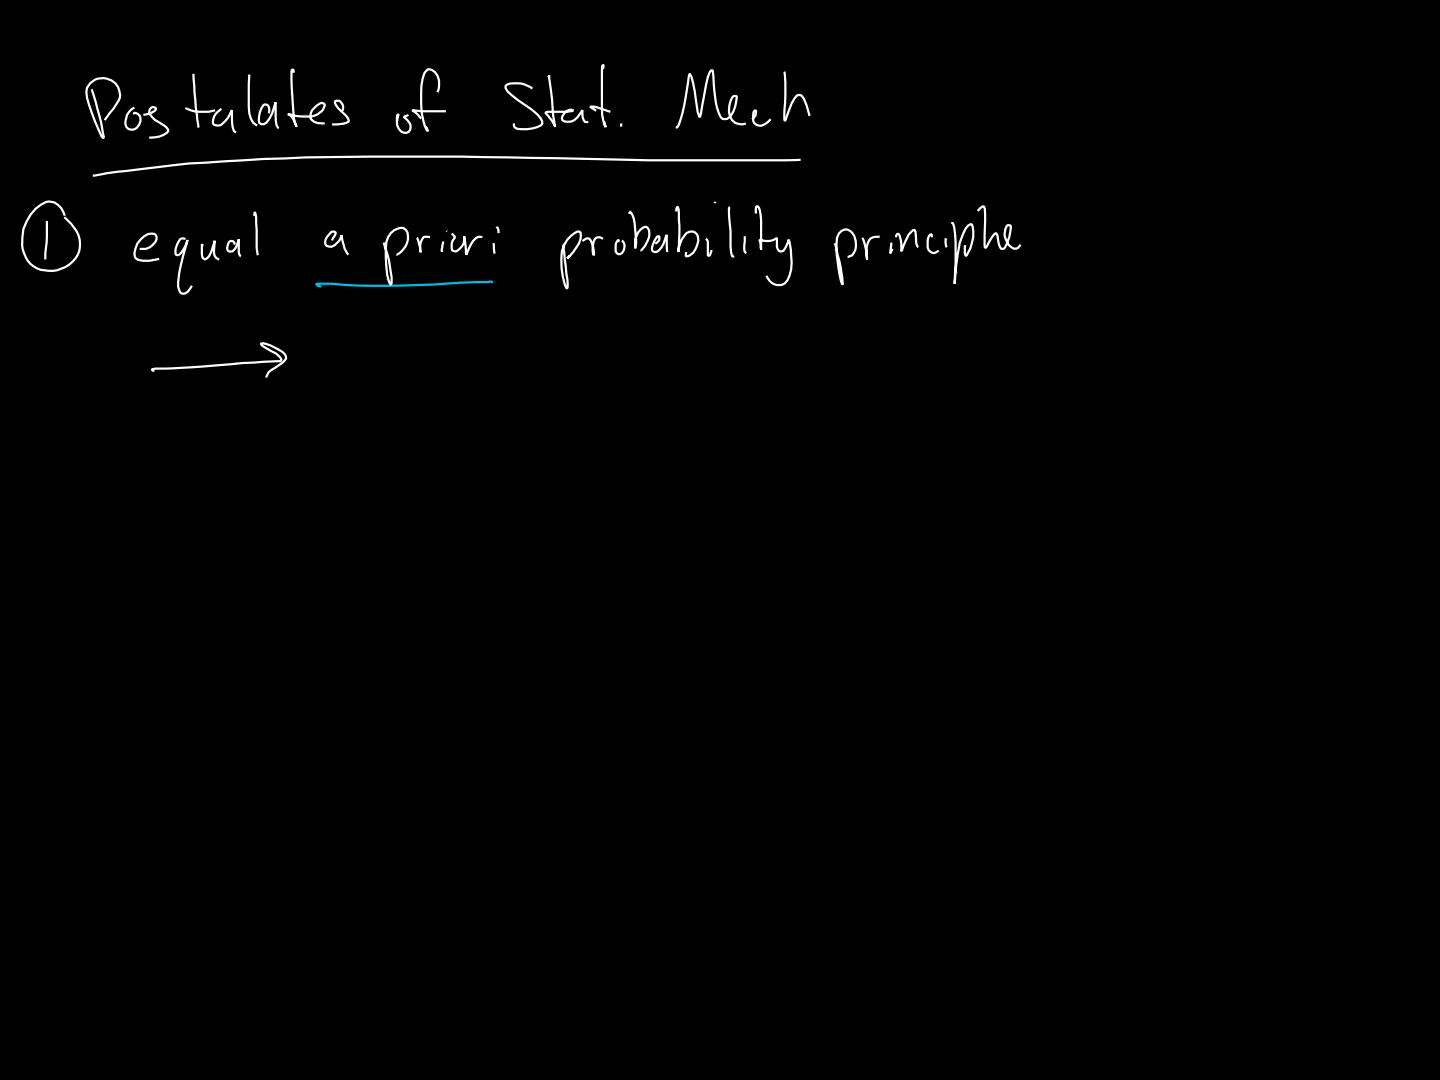 Postulates of Stat. Mech
① equal a priori probability principle
→